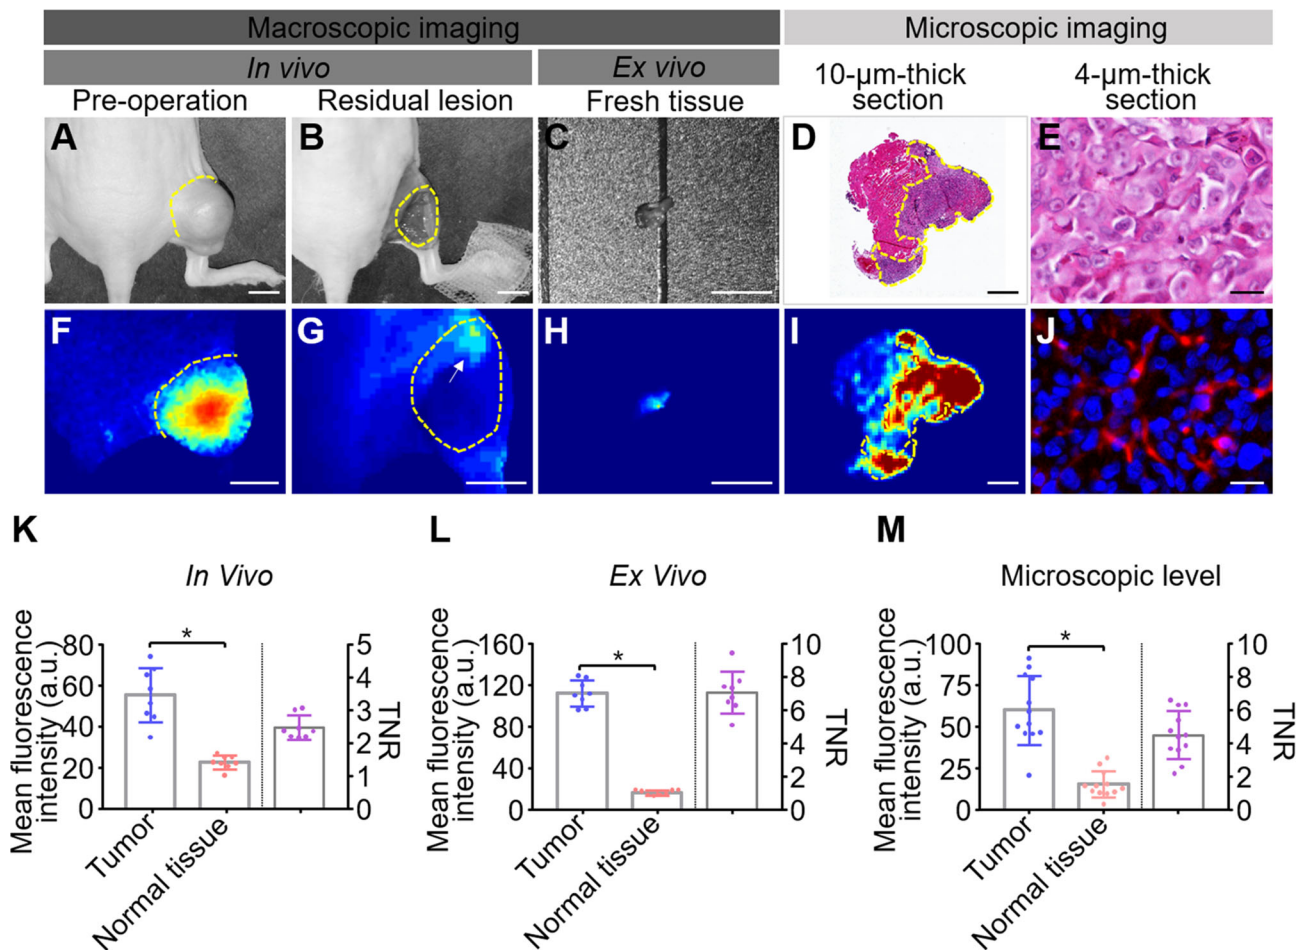 Macroscopic imaging
Microscopic imaging
In vivo
Ex vivo
10-µm-thick
section
4-µm-thick
section
Pre-operation
Residual lesion
Fresh tissue
A
B
C
D
E
F
G
H
I
J
K
L
M
In Vivo
Ex Vivo
Microscopic level
Mean fluorescence
intensity (a.u.)
80
60
40
20
0
*
5
4
3
2
1
0
TNR
Tumor
Normal tissue
Mean fluorescence
intensity (a.u.)
160
120
80
40
0
*
10
8
6
4
2
0
TNR
Tumor
Normal tissue
Mean fluorescence
intensity (a.u.)
100
75
50
25
0
*
10
8
6
4
2
0
TNR
Tumor
Normal tissue